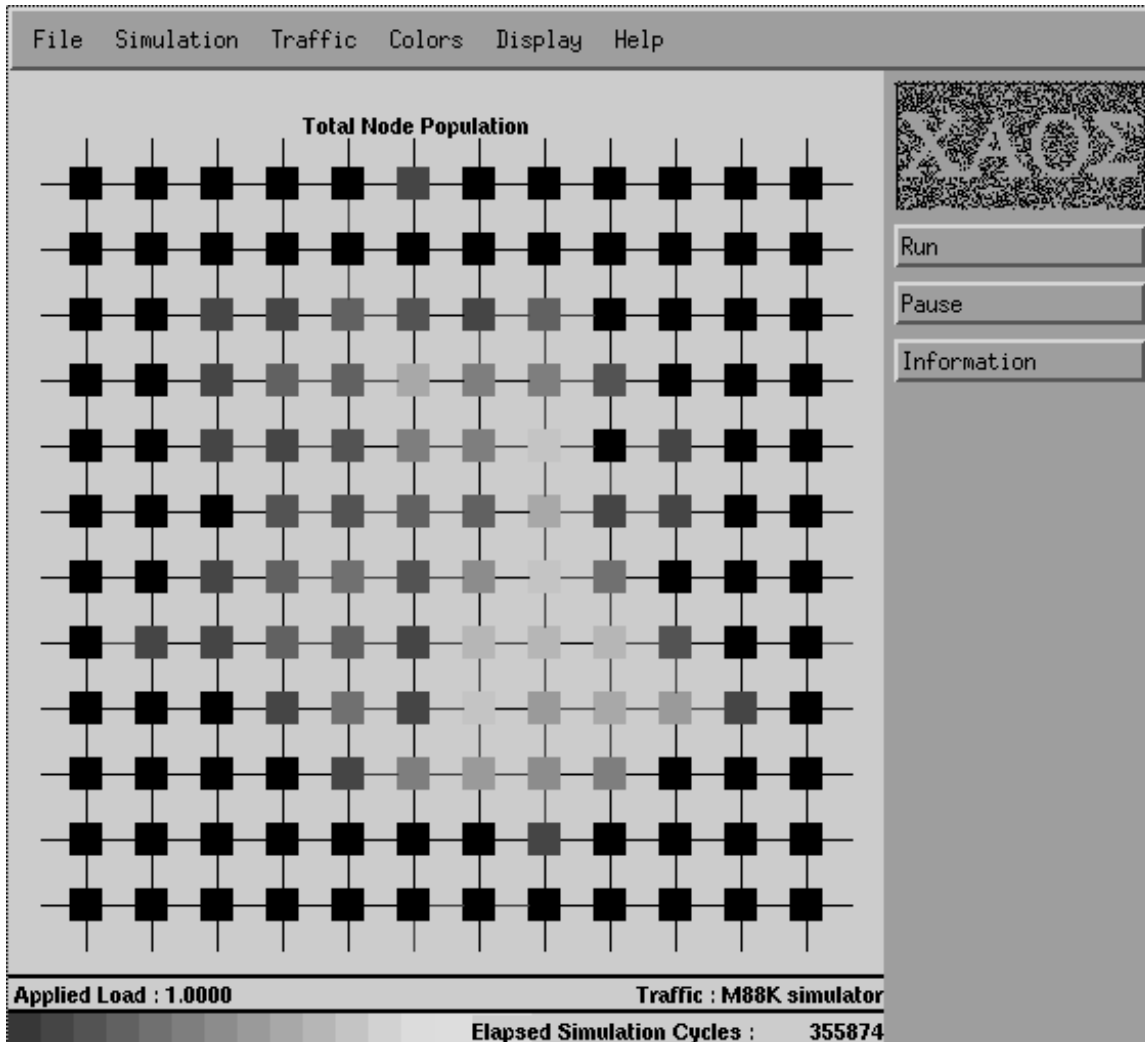 File Simulation Traffic Colors Display Help
Total Node Population
ΧΑΟΣ
Run
Pause
Information
Applied Load : 1.0000 Traffic : M88K simulator
Elapsed Simulation Cycles : 355874